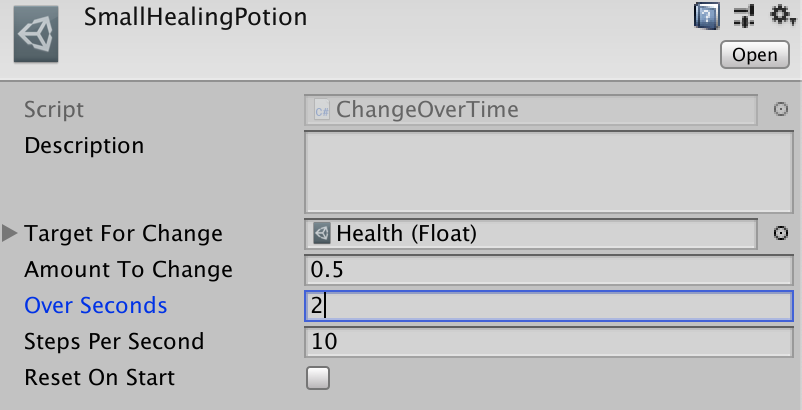 SmallHealingPotion
Open
Script C# ChangeOverTime
Description
Target For Change Health (Float)
Amount To Change 0.5
Over Seconds 2
Steps Per Second 10
Reset On Start